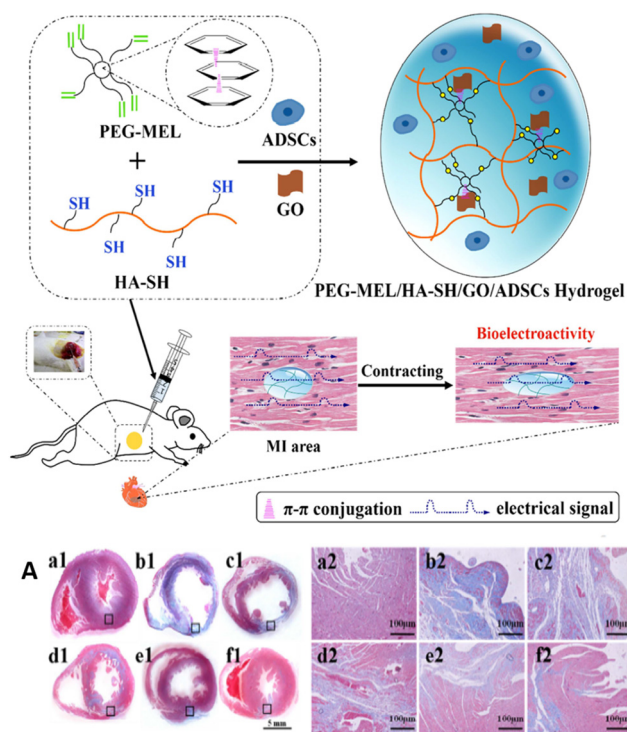 PEG-MEL
+
SH
SH
SH
SH
SH
HA-SH
ADSCs
GO
PEG-MEL/HA-SH/GO/ADSCs Hydrogel
Bioelectroactivity
Contracting
MI area
π-π conjugation
electrical signal
A
a1
b1
c1
d1
e1
f1
5 mm
a2
b2
c2
100μm
100μm
100μm
d2
e2
f2
100μm
100μm
100μm